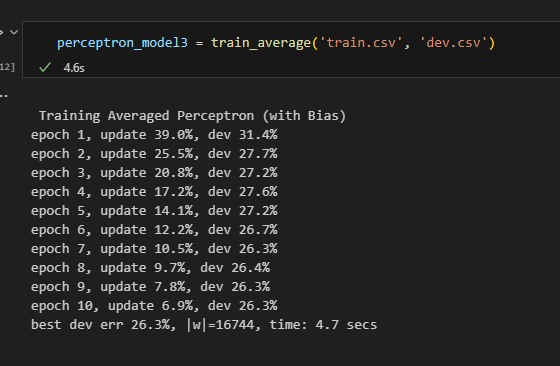 perceptron_model3 = train_average('train.csv', 'dev.csv')
12] ✓ 4.6s
..
Training Averaged Perceptron (with Bias)
epoch 1, update 39.0%, dev 31.4%
epoch 2, update 25.5%, dev 27.7%
epoch 3, update 20.8%, dev 27.2%
epoch 4, update 17.2%, dev 27.6%
epoch 5, update 14.1%, dev 27.2%
epoch 6, update 12.2%, dev 26.7%
epoch 7, update 10.5%, dev 26.3%
epoch 8, update 9.7%, dev 26.4%
epoch 9, update 7.8%, dev 26.3%
epoch 10, update 6.9%, dev 26.3%
best dev err 26.3%, |w|=16744, time: 4.7 secs